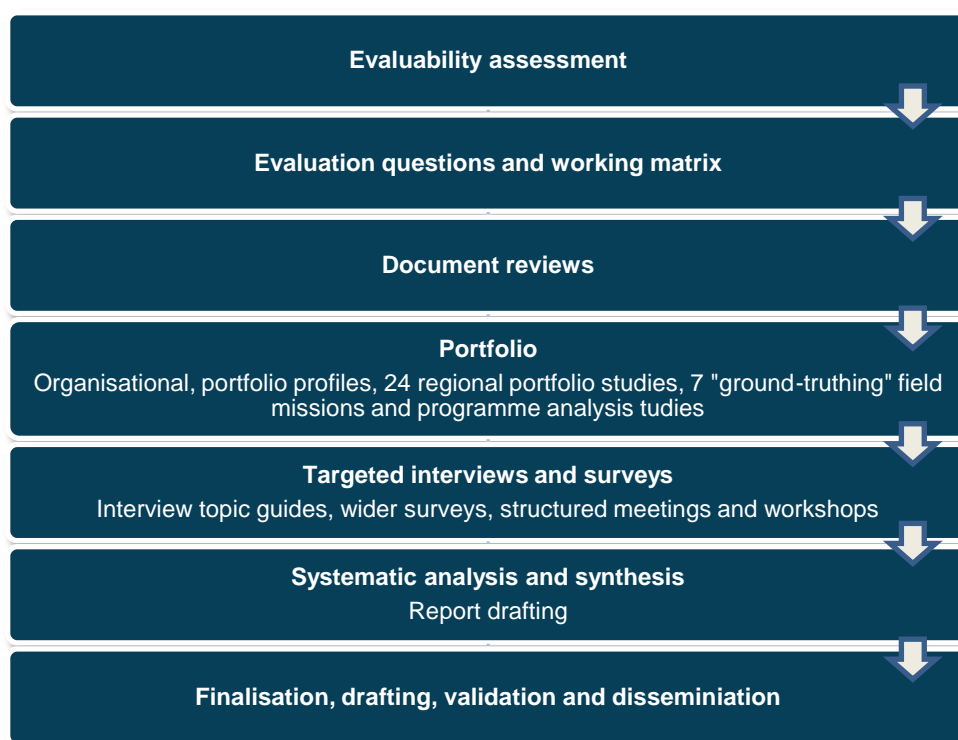 Evaluability assessment
Evaluation questions and working matrix
Document reviews
Portfolio
Organisational, portfolio profiles, 24 regional portfolio studies, 7 "ground-truthing" field
missions and programme analysis tudies
Targeted interviews and surveys
Interview topic guides, wider surveys, structured meetings and workshops
Systematic analysis and synthesis
Report drafting
Finalisation, drafting, validation and disseminiation